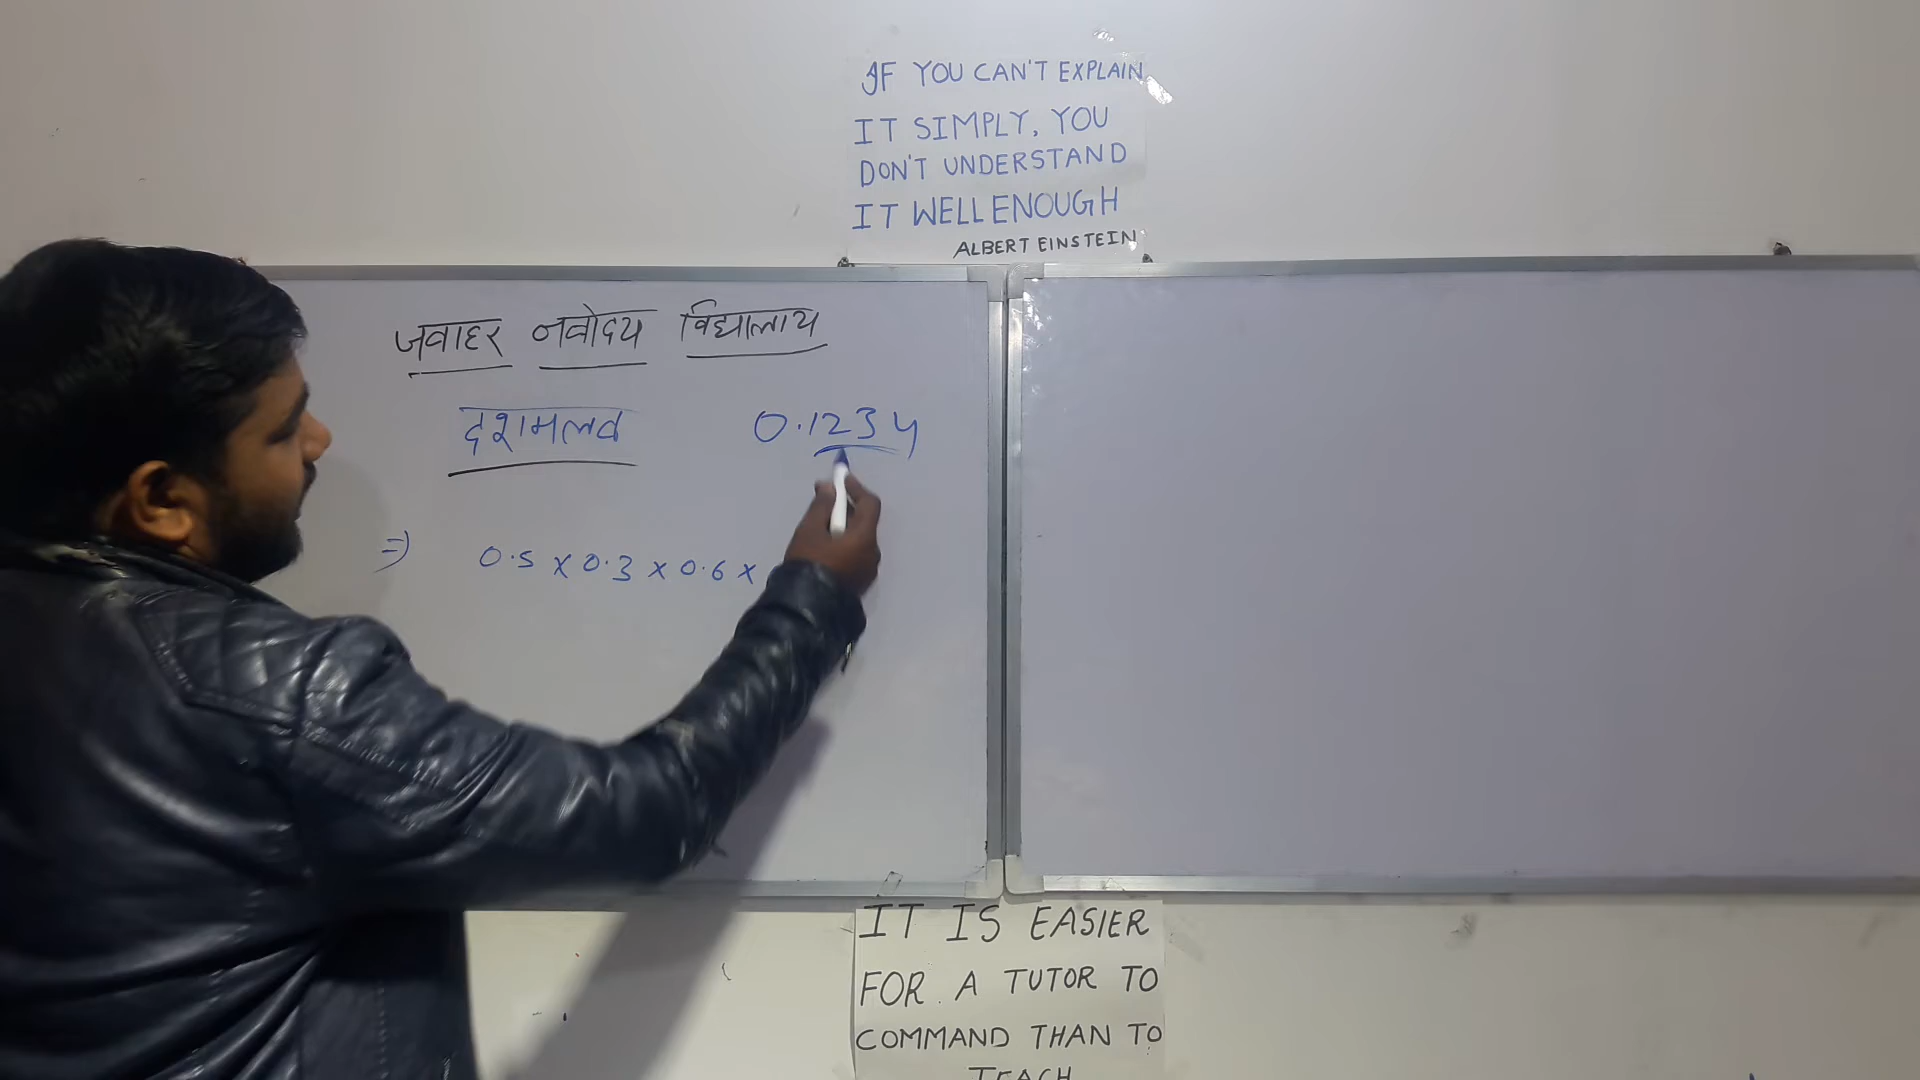 IF YOU CAN'T EXPLAIN
IT SIMPLY, YOU
DON'T UNDERSTAND
IT WELL ENOUGH
ALBERT EINSTEIN
जवाहर नवोदय विद्यालाय
दशमलव 0.1234
=) 0.5 x 0.3 x 0.6 x
IT IS EASIER
FOR A TUTOR TO
COMMAND THAN TO
TEACH